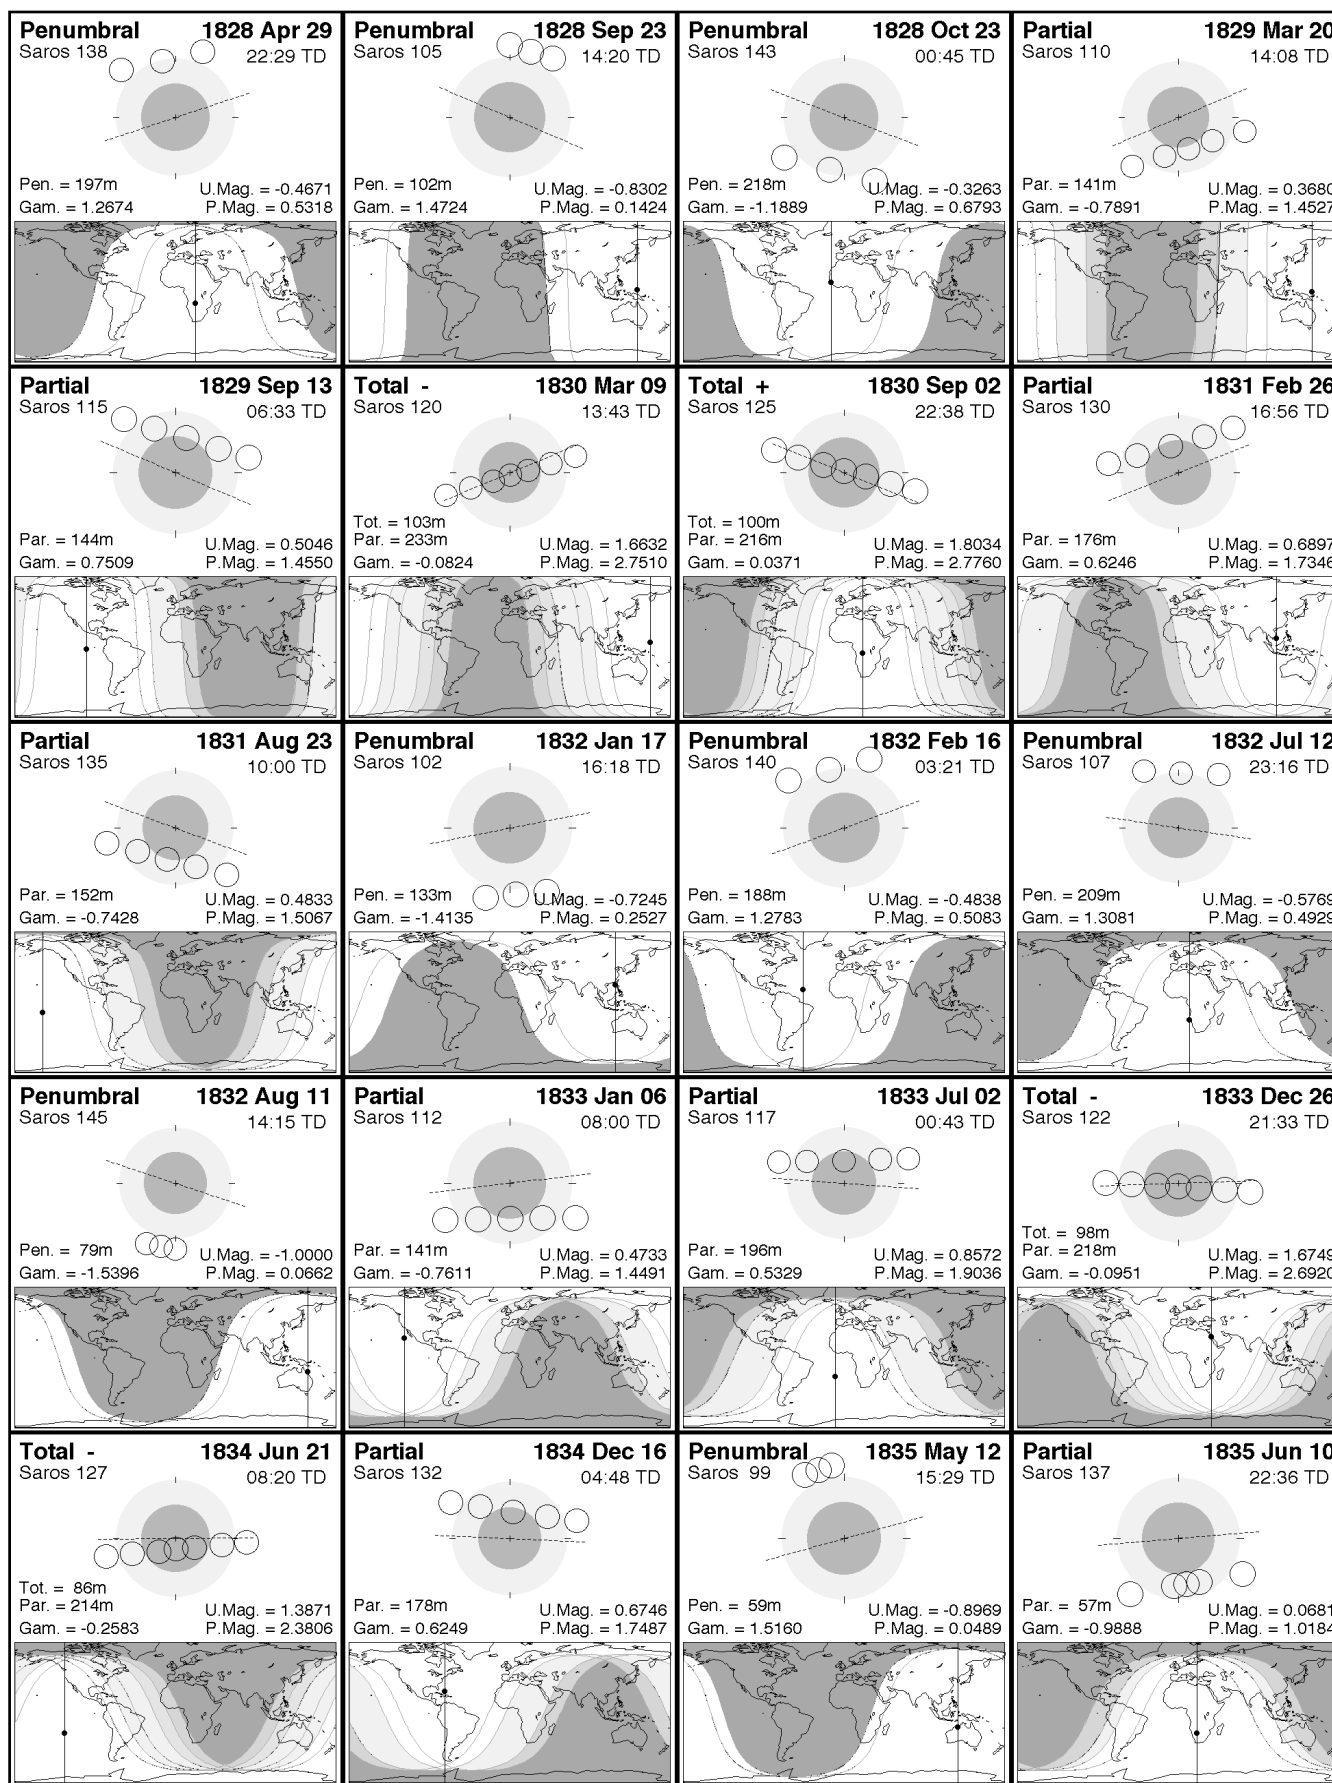 Penumbral 1828 Apr 29
Saros 138 22:29 TD
Pen. = 197m U.Mag. = -0.4671
Gam. = 1.2674 P.Mag. = 0.5318
Penumbral 1828 Sep 23
Saros 105 14:20 TD
Pen. = 102m U.Mag. = -0.8302
Gam. = 1.4724 P.Mag. = 0.1424
Penumbral 1828 Oct 23
Saros 143 00:45 TD
Pen. = 218m U.Mag. = -0.3263
Gam. = -1.1889 P.Mag. = 0.6793
Partial 1829 Mar 20
Saros 110 14:08 TD
Par. = 141m U.Mag. = 0.3680
Gam. = -0.7891 P.Mag. = 1.4527
Partial 1829 Sep 13
Saros 115 06:33 TD
Par. = 144m U.Mag. = 0.5046
Gam. = 0.7509 P.Mag. = 1.4550
Total - 1830 Mar 09
Saros 120 13:43 TD
Tot. = 103m
Par. = 233m U.Mag. = 1.6632
Gam. = -0.0824 P.Mag. = 2.7510
Total + 1830 Sep 02
Saros 125 22:38 TD
Tot. = 100m
Par. = 216m U.Mag. = 1.8034
Gam. = 0.0371 P.Mag. = 2.7760
Partial 1831 Feb 26
Saros 130 16:56 TD
Par. = 176m U.Mag. = 0.6897
Gam. = 0.6246 P.Mag. = 1.7346
Partial 1831 Aug 23
Saros 135 10:00 TD
Par. = 152m U.Mag. = 0.4833
Gam. = -0.7428 P.Mag. = 1.5067
Penumbral 1832 Jan 17
Saros 102 16:18 TD
Pen. = 133m U.Mag. = -0.7245
Gam. = -1.4135 P.Mag. = 0.2527
Penumbral 1832 Feb 16
Saros 140 03:21 TD
Pen. = 188m U.Mag. = -0.4838
Gam. = 1.2783 P.Mag. = 0.5083
Penumbral 1832 Jul 12
Saros 107 23:16 TD
Pen. = 209m U.Mag. = -0.5769
Gam. = 1.3081 P.Mag. = 0.4929
Penumbral 1832 Aug 11
Saros 145 14:15 TD
Pen. = 79m U.Mag. = -1.0000
Gam. = -1.5396 P.Mag. = 0.0662
Partial 1833 Jan 06
Saros 112 08:00 TD
Par. = 141m U.Mag. = 0.4733
Gam. = -0.7611 P.Mag. = 1.4491
Partial 1833 Jul 02
Saros 117 00:43 TD
Par. = 196m U.Mag. = 0.8572
Gam. = 0.5329 P.Mag. = 1.9036
Total - 1833 Dec 26
Saros 122 21:33 TD
Tot. = 98m
Par. = 218m U.Mag. = 1.6749
Gam. = -0.0951 P.Mag. = 2.6920
Total - 1834 Jun 21
Saros 127 08:20 TD
Tot. = 86m
Par. = 214m U.Mag. = 1.3871
Gam. = -0.2583 P.Mag. = 2.3806
Partial 1834 Dec 16
Saros 132 04:48 TD
Par. = 178m U.Mag. = 0.6746
Gam. = 0.6249 P.Mag. = 1.7487
Penumbral 1835 May 12
Saros 99 15:29 TD
Pen. = 59m U.Mag. = -0.8969
Gam. = 1.5160 P.Mag. = 0.0489
Partial 1835 Jun 10
Saros 137 22:36 TD
Par. = 57m U.Mag. = 0.0681
Gam. = -0.9888 P.Mag. = 1.0184